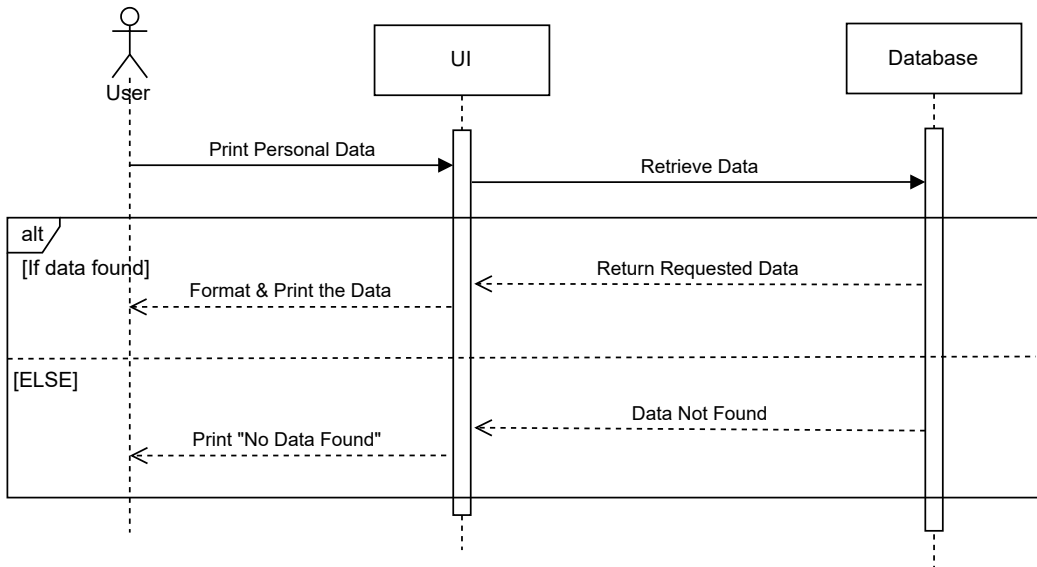 User
UI
Database
Print Personal Data
Retrieve Data
alt
[If data found]
Return Requested Data
Format & Print the Data
[ELSE]
Data Not Found
Print "No Data Found"